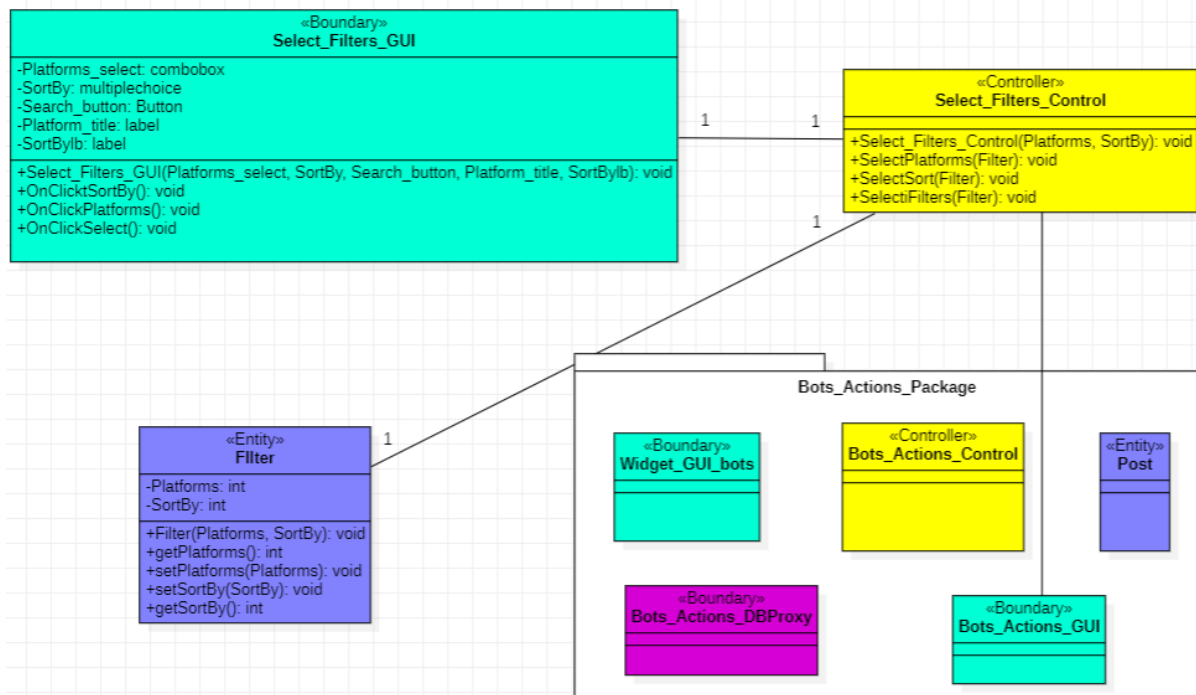 «Boundary»
Select_Filters_GUI
-Platforms_select: combobox
-SortBy: multiplechoice
-Search_button: Button
-Platform_title: label
-SortBylb: label
+Select_Filters_GUI(Platforms_select, SortBy, Search_button, Platform_title, SortBylb): void
+OnClicktSortBy(): void
+OnClickPlatforms(): void
+OnClickSelect(): void
1
1
«Controller»
Select_Filters_Control
+Select_Filters_Control(Platforms, SortBy): void
+SelectPlatforms(Filter): void
+SelectSort(Filter): void
+SelectiFilters(Filter): void
1
1
«Entity»
FIlter
-Platforms: int
-SortBy: int
+Filter(Platforms, SortBy): void
+getPlatforms(): int
+setPlatforms(Platforms): void
+setSortBy(SortBy): void
+getSortBy(): int
Bots_Actions_Package
«Boundary»
Widget_GUI_bots
«Controller»
Bots_Actions_Control
«Entity»
Post
«Boundary»
Bots_Actions_DBProxy
«Boundary»
Bots_Actions_GUI